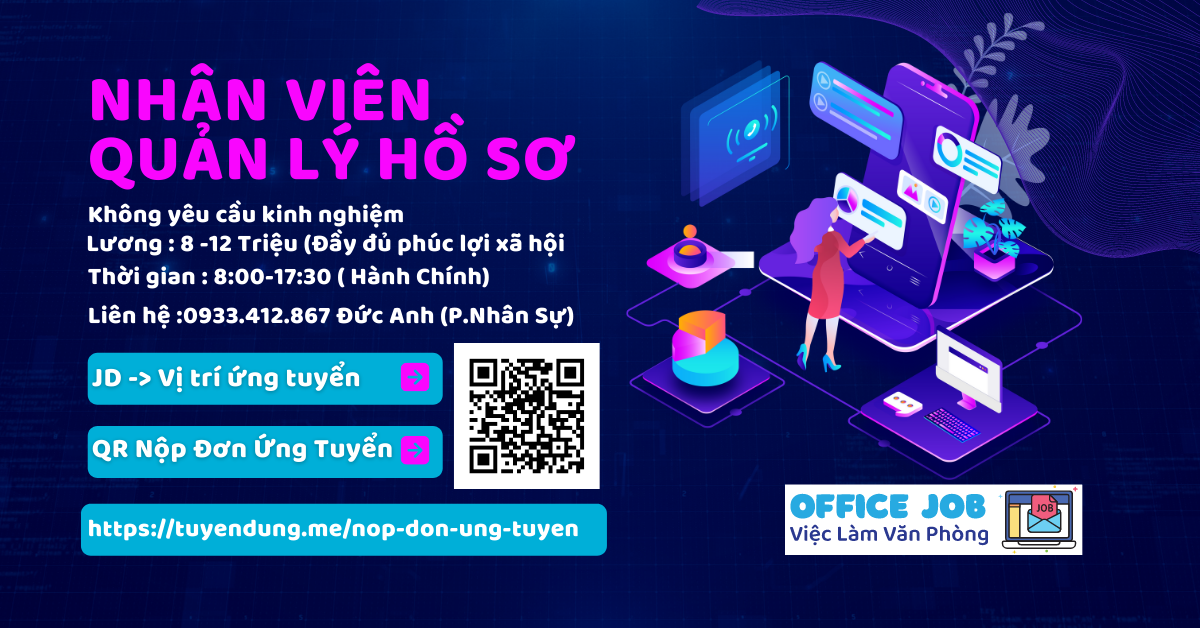 NHÂN VIÊN
QUẢN LÝ HỒ SƠ
Không yêu cầu kinh nghiệm
Lương : 8 -12 Triệu (Đầy đủ phúc lợi xã hội
Thời gian : 8:00-17:30 ( Hành Chính)
Liên hệ :0933.412.867 Đức Anh (P.Nhân Sự)
JD -> Vị trí ứng tuyển
QR Nộp Đơn Ứng Tuyển
https://tuyendung.me/nop-don-ung-tuyen
OFFICE JOB
Việc Làm Văn Phòng
JOB